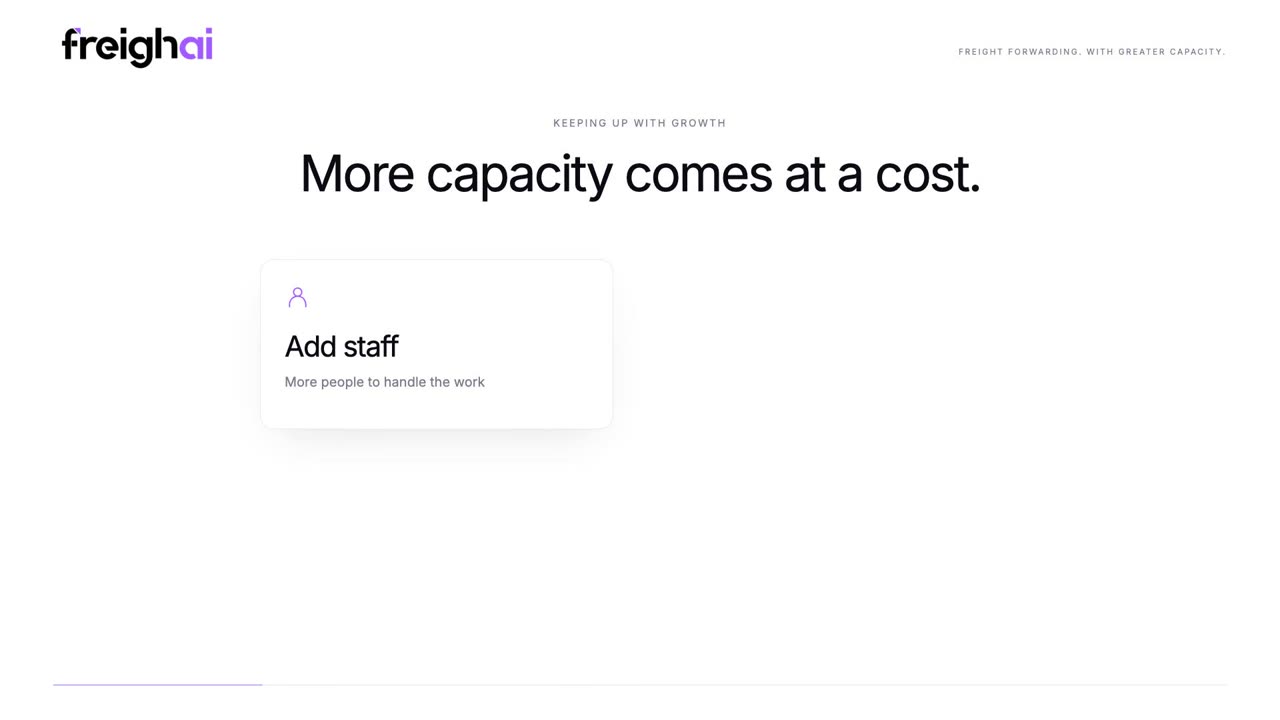 freighai
FREIGHT FORWARDING. WITH GREATER CAPACITY.
KEEPING UP WITH GROWTH
More capacity comes at a cost.
Add staff
More people to handle the work